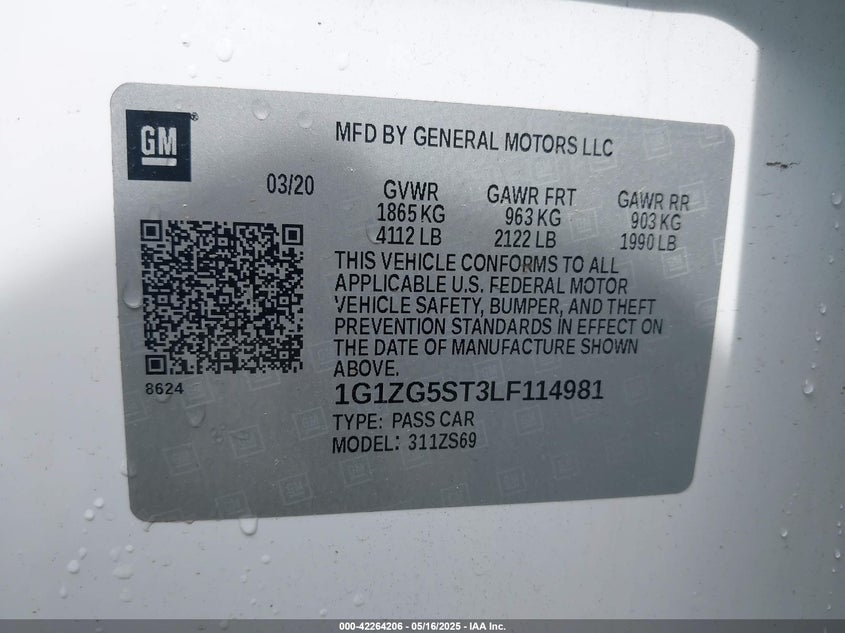 GM
MFD BY GENERAL MOTORS LLC
03/20
GVWR GAWR FRT GAWR RR
1865 KG 963 KG 903 KG
4112 LB 2122 LB 1990 LB
THIS VEHICLE CONFORMS TO ALL
APPLICABLE U.S. FEDERAL MOTOR
VEHICLE SAFETY, BUMPER, AND THEFT
PREVENTION STANDARDS IN EFFECT ON
THE DATE OF MANUFACTURE SHOWN
ABOVE.
8624
1G1ZG5ST3LF114981
TYPE: PASS CAR
MODEL: 311ZS69
000-42264206 - 05/16/2025 - IAA Inc.